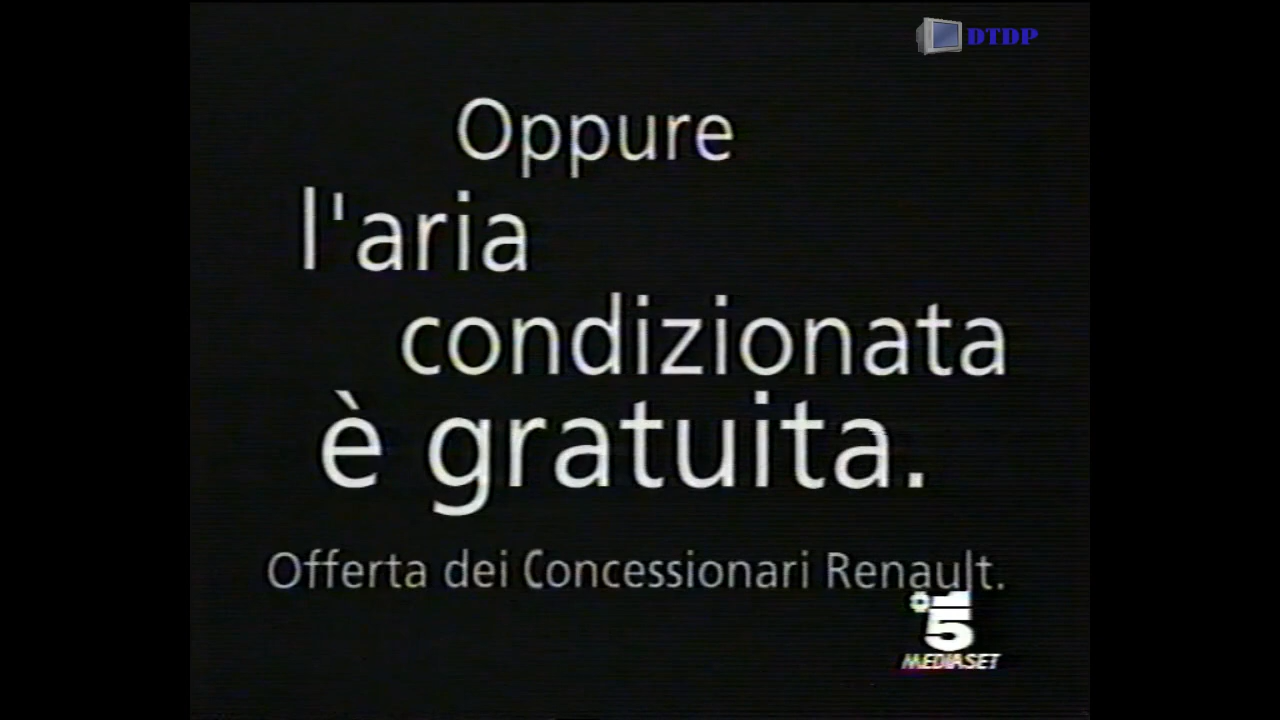 DTDP
Oppure
l'aria
condizionata
è gratuita.
Offerta dei Concessionari Renault.
5
MEDIASET